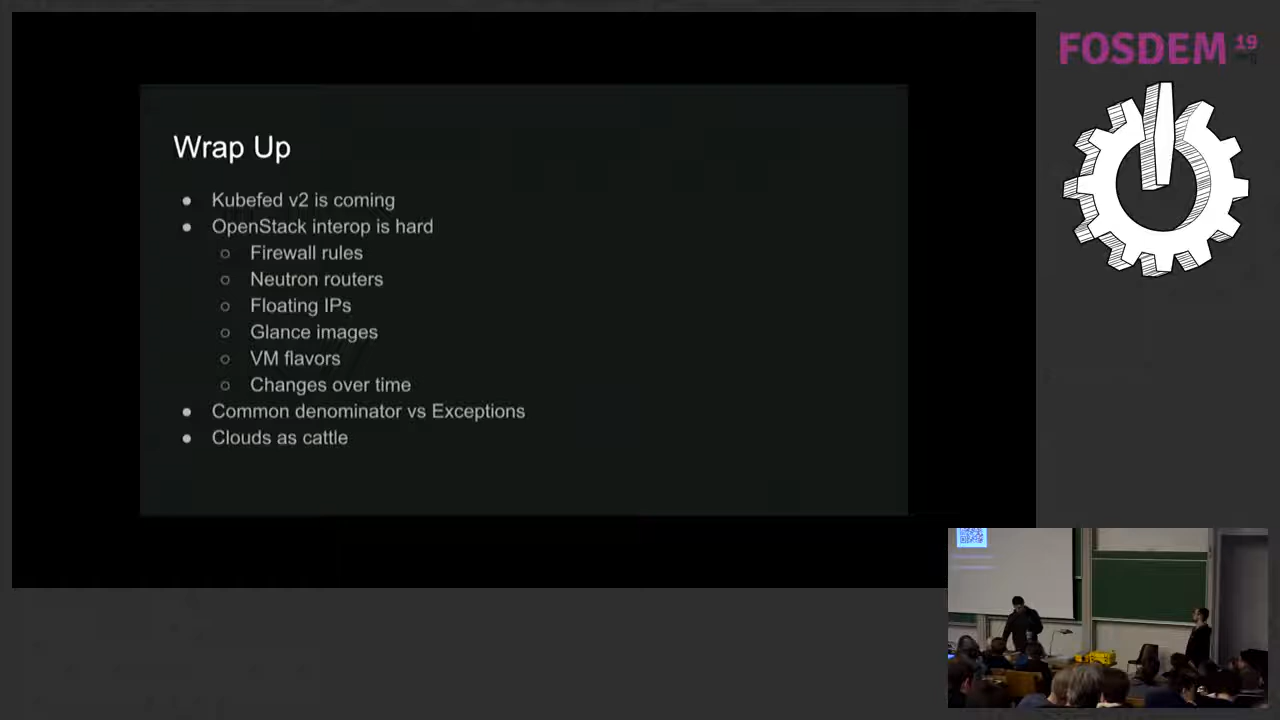 FOSDEM 19
Wrap Up
● Kubefed v2 is coming
● OpenStack interop is hard
○ Firewall rules
○ Neutron routers
○ Floating IPs
○ Glance images
○ VM flavors
○ Changes over time
● Common denominator vs Exceptions
● Clouds as cattle